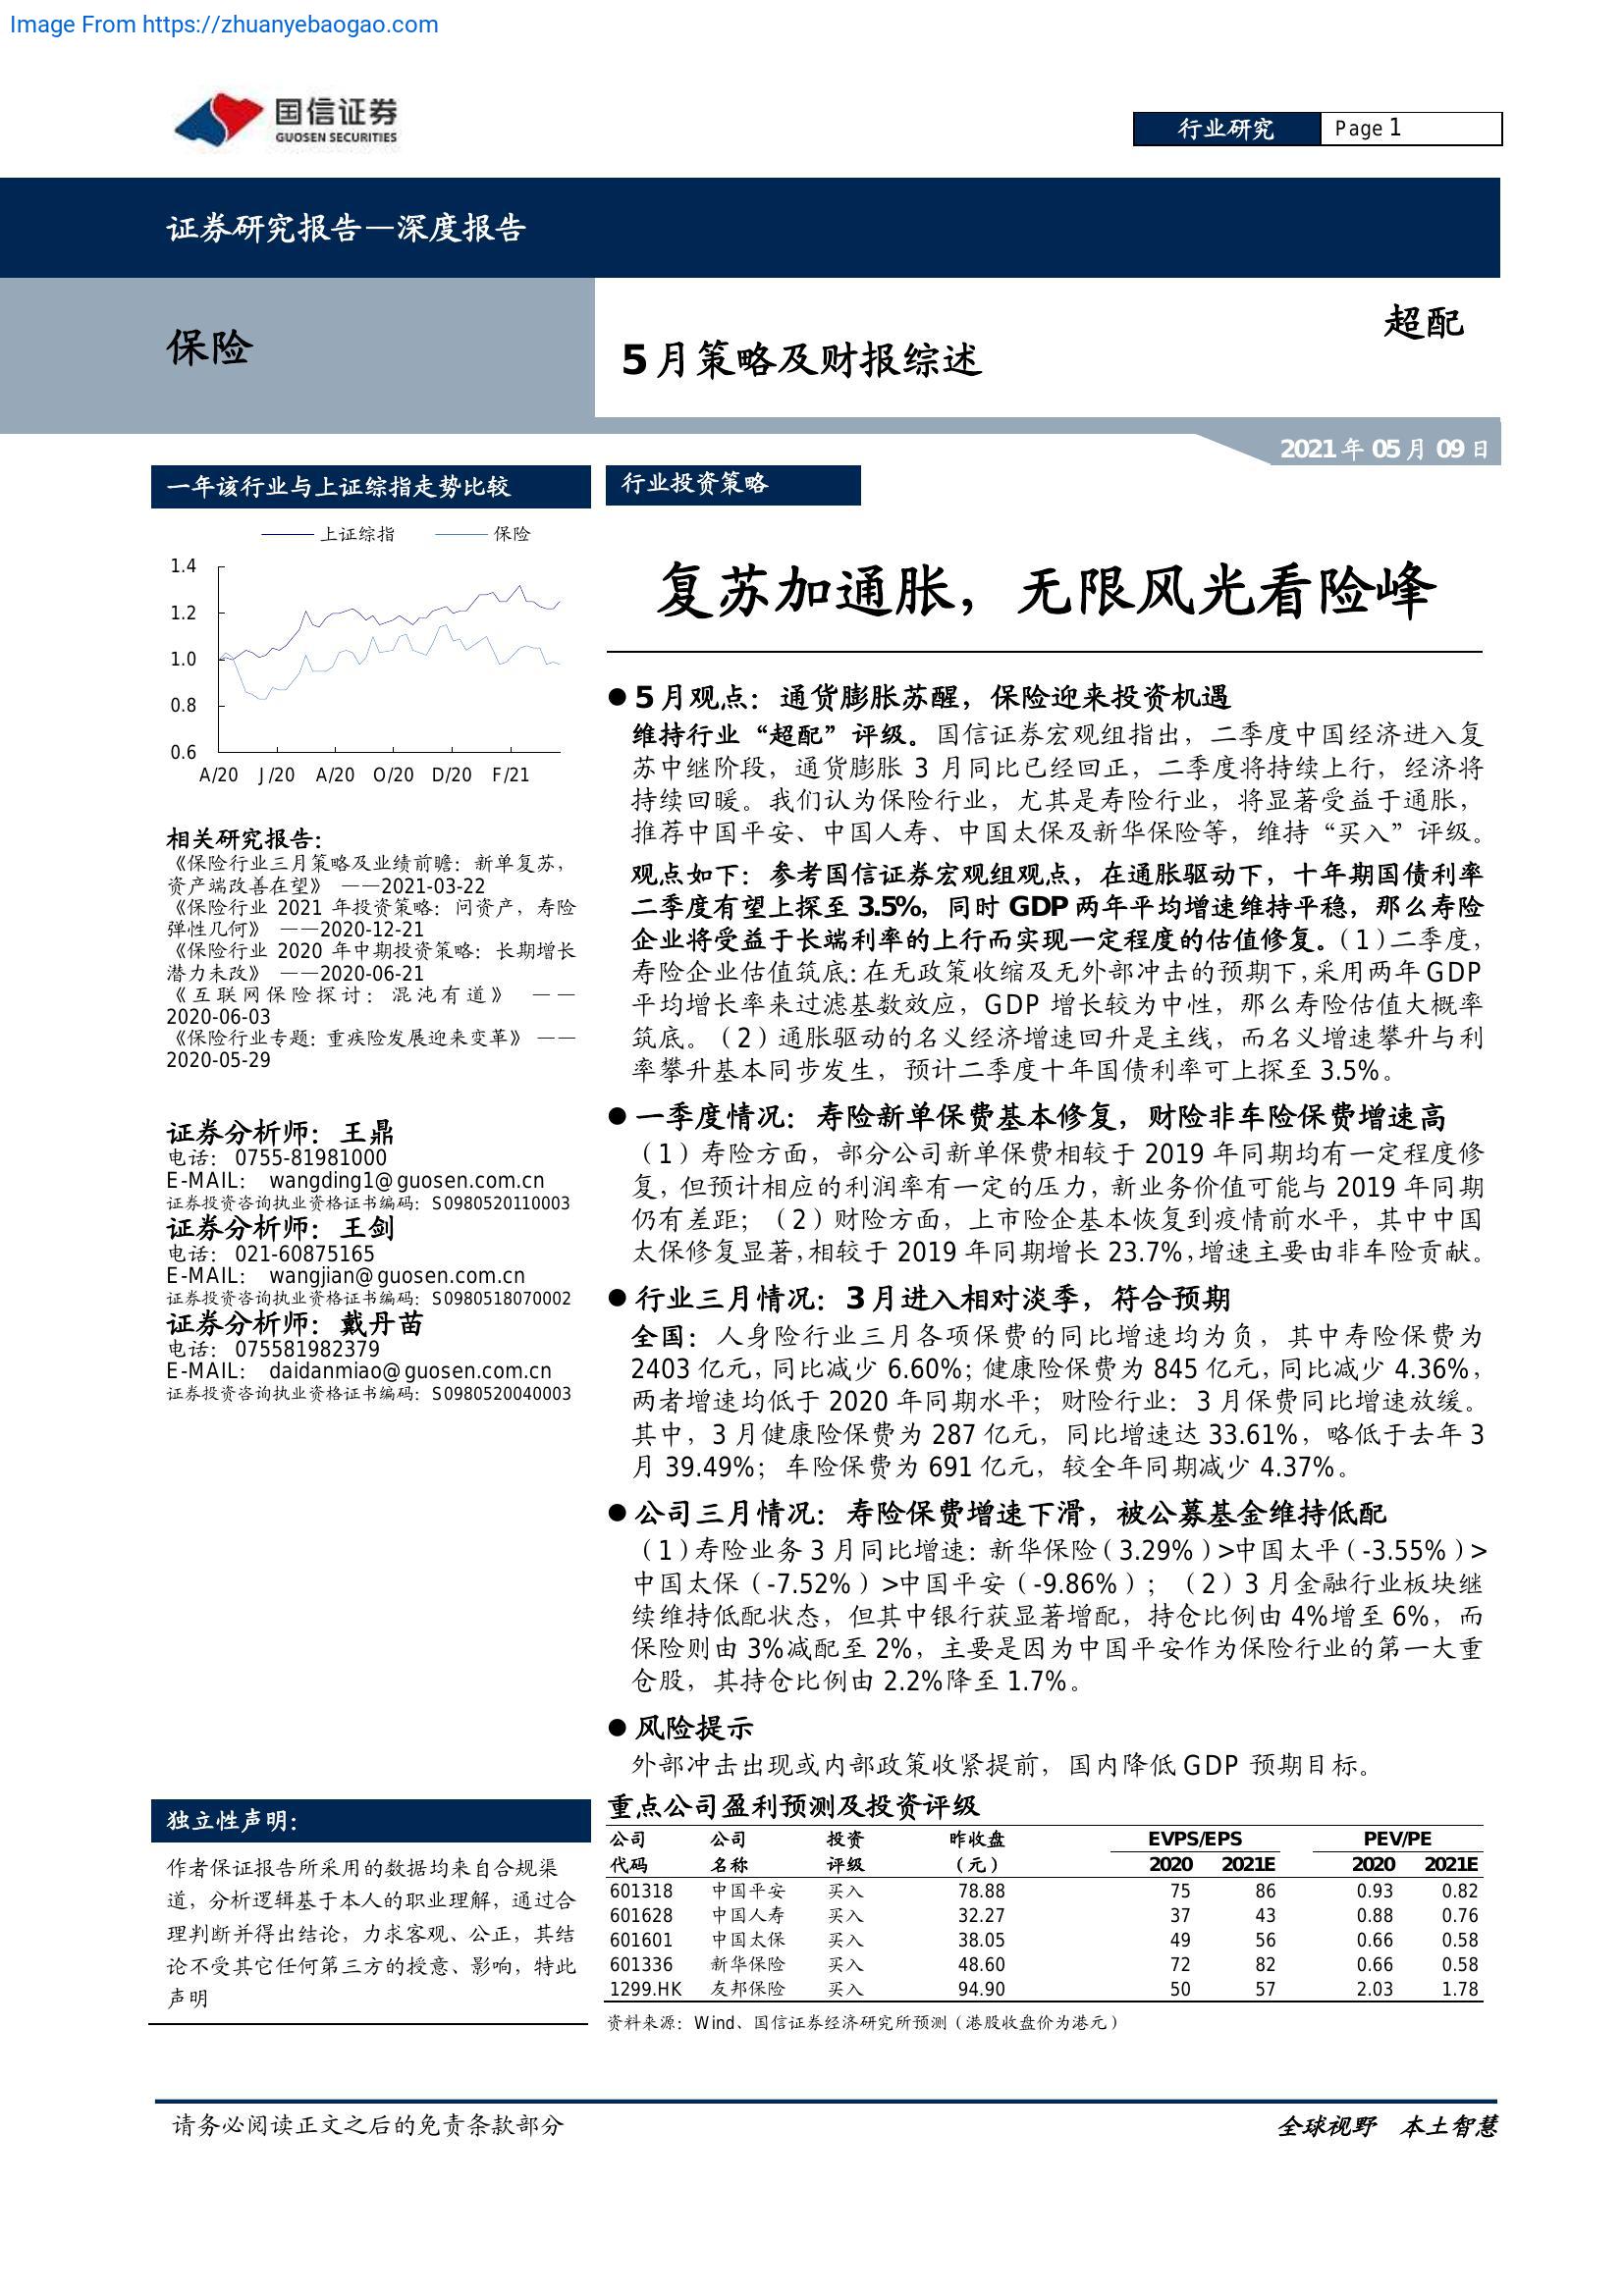 Image From https://zhuanyebaogao.com
国信证券
GUOSEN SECURITIES
行业研究
Page 1
证券研究报告—深度报告
保险
5月策略及财报综述
超配
2021年05月09日
一年该行业与上证综指走势比较
上证综指 保险
1.4
1.2
1.0
0.8
0.6
A/20 J/20 A/20 O/20 D/20 F/21
相关研究报告:
《保险行业三月策略及业绩前瞻：新单复苏，
资产端改善在望》 ——2021-03-22
《保险行业 2021 年投资策略：问资产，寿险
弹性几何》 ——2020-12-21
《保险行业 2020 年中期投资策略：长期增长
潜力未改》 ——2020-06-21
《互联网保险探讨：混沌有道》 ——
2020-06-03
《保险行业专题：重疾险发展迎来变革》 ——
2020-05-29
证券分析师：王鼎
电话： 0755-81981000
E-MAIL： wangding1@guosen.com.cn
证券投资咨询执业资格证书编码：S0980520110003
证券分析师：王剑
电话： 021-60875165
E-MAIL： wangjian@guosen.com.cn
证券投资咨询执业资格证书编码：S0980518070002
证券分析师：戴丹苗
电话： 075581982379
E-MAIL： daidanmiao@guosen.com.cn
证券投资咨询执业资格证书编码：S0980520040003
独立性声明：
作者保证报告所采用的数据均来自合规渠
道，分析逻辑基于本人的职业理解，通过合
理判断并得出结论，力求客观、公正，其结
论不受其它任何第三方的授意、影响，特此
声明
行业投资策略
复苏加通胀，无限风光看险峰
● 5月观点：通货膨胀苏醒，保险迎来投资机遇
维持行业“超配”评级。国信证券宏观组指出，二季度中国经济进入复
苏中继阶段，通货膨胀 3 月同比已经回正，二季度将持续上行，经济将
持续回暖。我们认为保险行业，尤其是寿险行业，将显著受益于通胀，
推荐中国平安、中国人寿、中国太保及新华保险等，维持“买入”评级。
观点如下：参考国信证券宏观组观点，在通胀驱动下，十年期国债利率
二季度有望上探至 3.5%，同时 GDP 两年平均增速维持平稳，那么寿险
企业将受益于长端利率的上行而实现一定程度的估值修复。（1）二季度，
寿险企业估值筑底：在无政策收缩及无外部冲击的预期下，采用两年 GDP
平均增长率来过滤基数效应，GDP 增长较为中性，那么寿险估值大概率
筑底。（2）通胀驱动的名义经济增速回升是主线，而名义增速攀升与利
率攀升基本同步发生，预计二季度十年国债利率可上探至 3.5%。
● 一季度情况：寿险新单保费基本修复，财险非车险保费增速高
（1）寿险方面，部分公司新单保费相较于 2019 年同期均有一定程度修
复，但预计相应的利润率有一定的压力，新业务价值可能与 2019 年同期
仍有差距；（2）财险方面，上市险企基本恢复到疫情前水平，其中中国
太保修复显著，相较于 2019 年同期增长 23.7%，增速主要由非车险贡献。
● 行业三月情况：3月进入相对淡季，符合预期
全国：人身险行业三月各项保费的同比增速均为负，其中寿险保费为
2403 亿元，同比减少 6.60%；健康险保费为 845 亿元，同比减少 4.36%，
两者增速均低于 2020 年同期水平；财险行业：3 月保费同比增速放缓。
其中，3 月健康险保费为 287 亿元，同比增速达 33.61%，略低于去年 3
月 39.49%；车险保费为 691 亿元，较全年同期减少 4.37%。
● 公司三月情况：寿险保费增速下滑，被公募基金维持低配
（1）寿险业务 3 月同比增速：新华保险（3.29%）>中国太平（-3.55%）>
中国太保（-7.52%）>中国平安（-9.86%）；（2）3 月金融行业板块继
续维持低配状态，但其中银行获显著增配，持仓比例由 4%增至 6%，而
保险则由 3%减配至 2%，主要是因为中国平安作为保险行业的第一大重
仓股，其持仓比例由 2.2%降至 1.7%。
● 风险提示
外部冲击出现或内部政策收紧提前，国内降低 GDP 预期目标。
重点公司盈利预测及投资评级
公司 公司 投资 昨收盘 EVPS/EPS PEV/PE
代码 名称 评级 （元） 2020 2021E 2020 2021E
601318 中国平安 买入 78.88 75 86 0.93 0.82
601628 中国人寿 买入 32.27 37 43 0.88 0.76
601601 中国太保 买入 38.05 49 56 0.66 0.58
601336 新华保险 买入 48.60 72 82 0.66 0.58
1299.HK 友邦保险 买入 94.90 50 57 2.03 1.78
资料来源：Wind、国信证券经济研究所预测（港股收盘价为港元）
请务必阅读正文之后的免责条款部分
全球视野 本土智慧